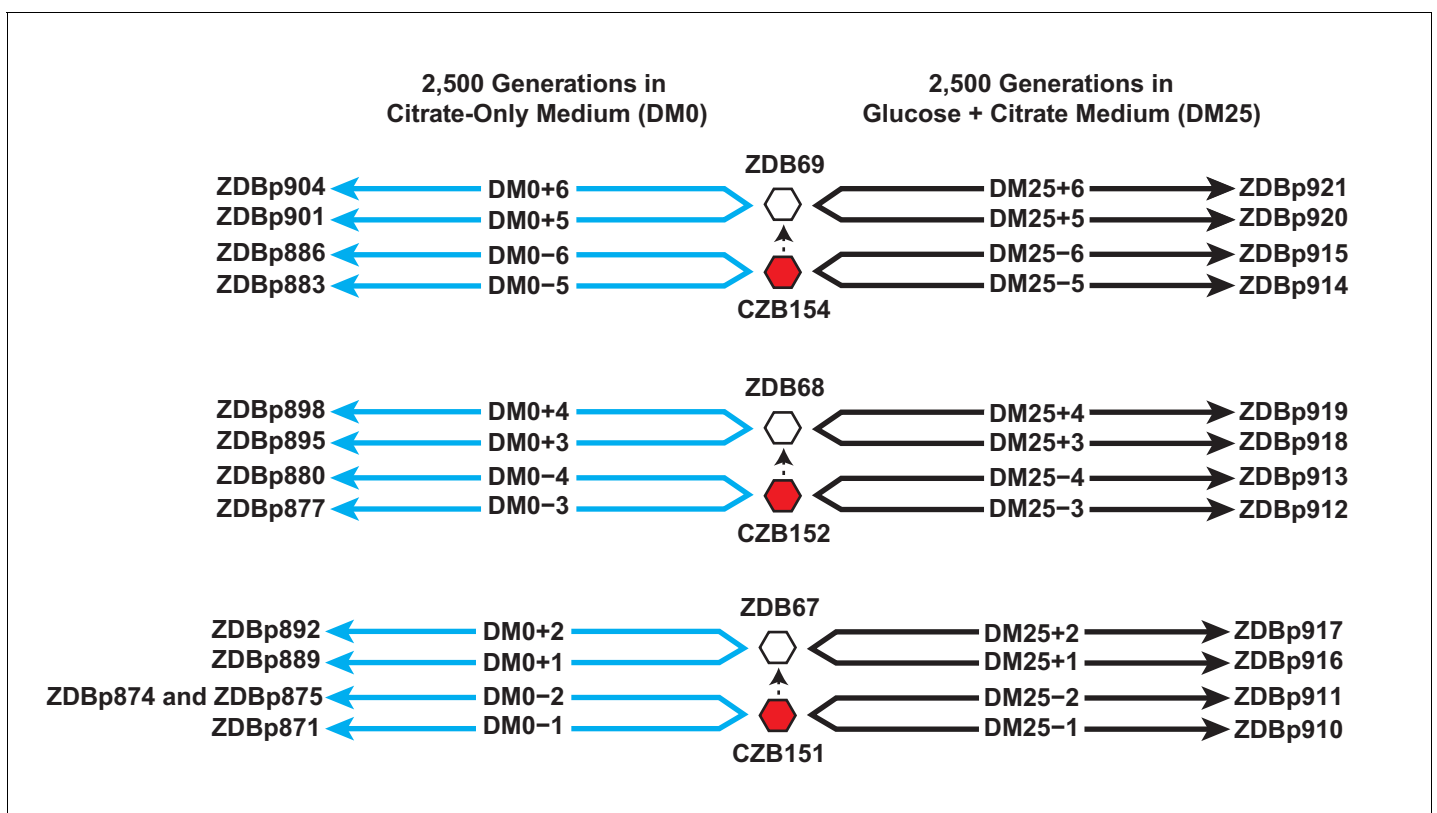 2,500 Generations in
Citrate-Only Medium (DM0)
2,500 Generations in
Glucose + Citrate Medium (DM25)
ZDB69
ZDBp904 DM0+6 DM25+6 ZDBp921
ZDBp901 DM0+5 DM25+5 ZDBp920
ZDBp886 DM0−6 DM25−6 ZDBp915
ZDBp883 DM0−5 DM25−5 ZDBp914
CZB154
ZDB68
ZDBp898 DM0+4 DM25+4 ZDBp919
ZDBp895 DM0+3 DM25+3 ZDBp918
ZDBp880 DM0−4 DM25−4 ZDBp913
ZDBp877 DM0−3 DM25−3 ZDBp912
CZB152
ZDB67
ZDBp892 DM0+2 DM25+2 ZDBp917
ZDBp889 DM0+1 DM25+1 ZDBp916
ZDBp874 and ZDBp875 DM0−2 DM25−2 ZDBp911
ZDBp871 DM0−1 DM25−1 ZDBp910
CZB151